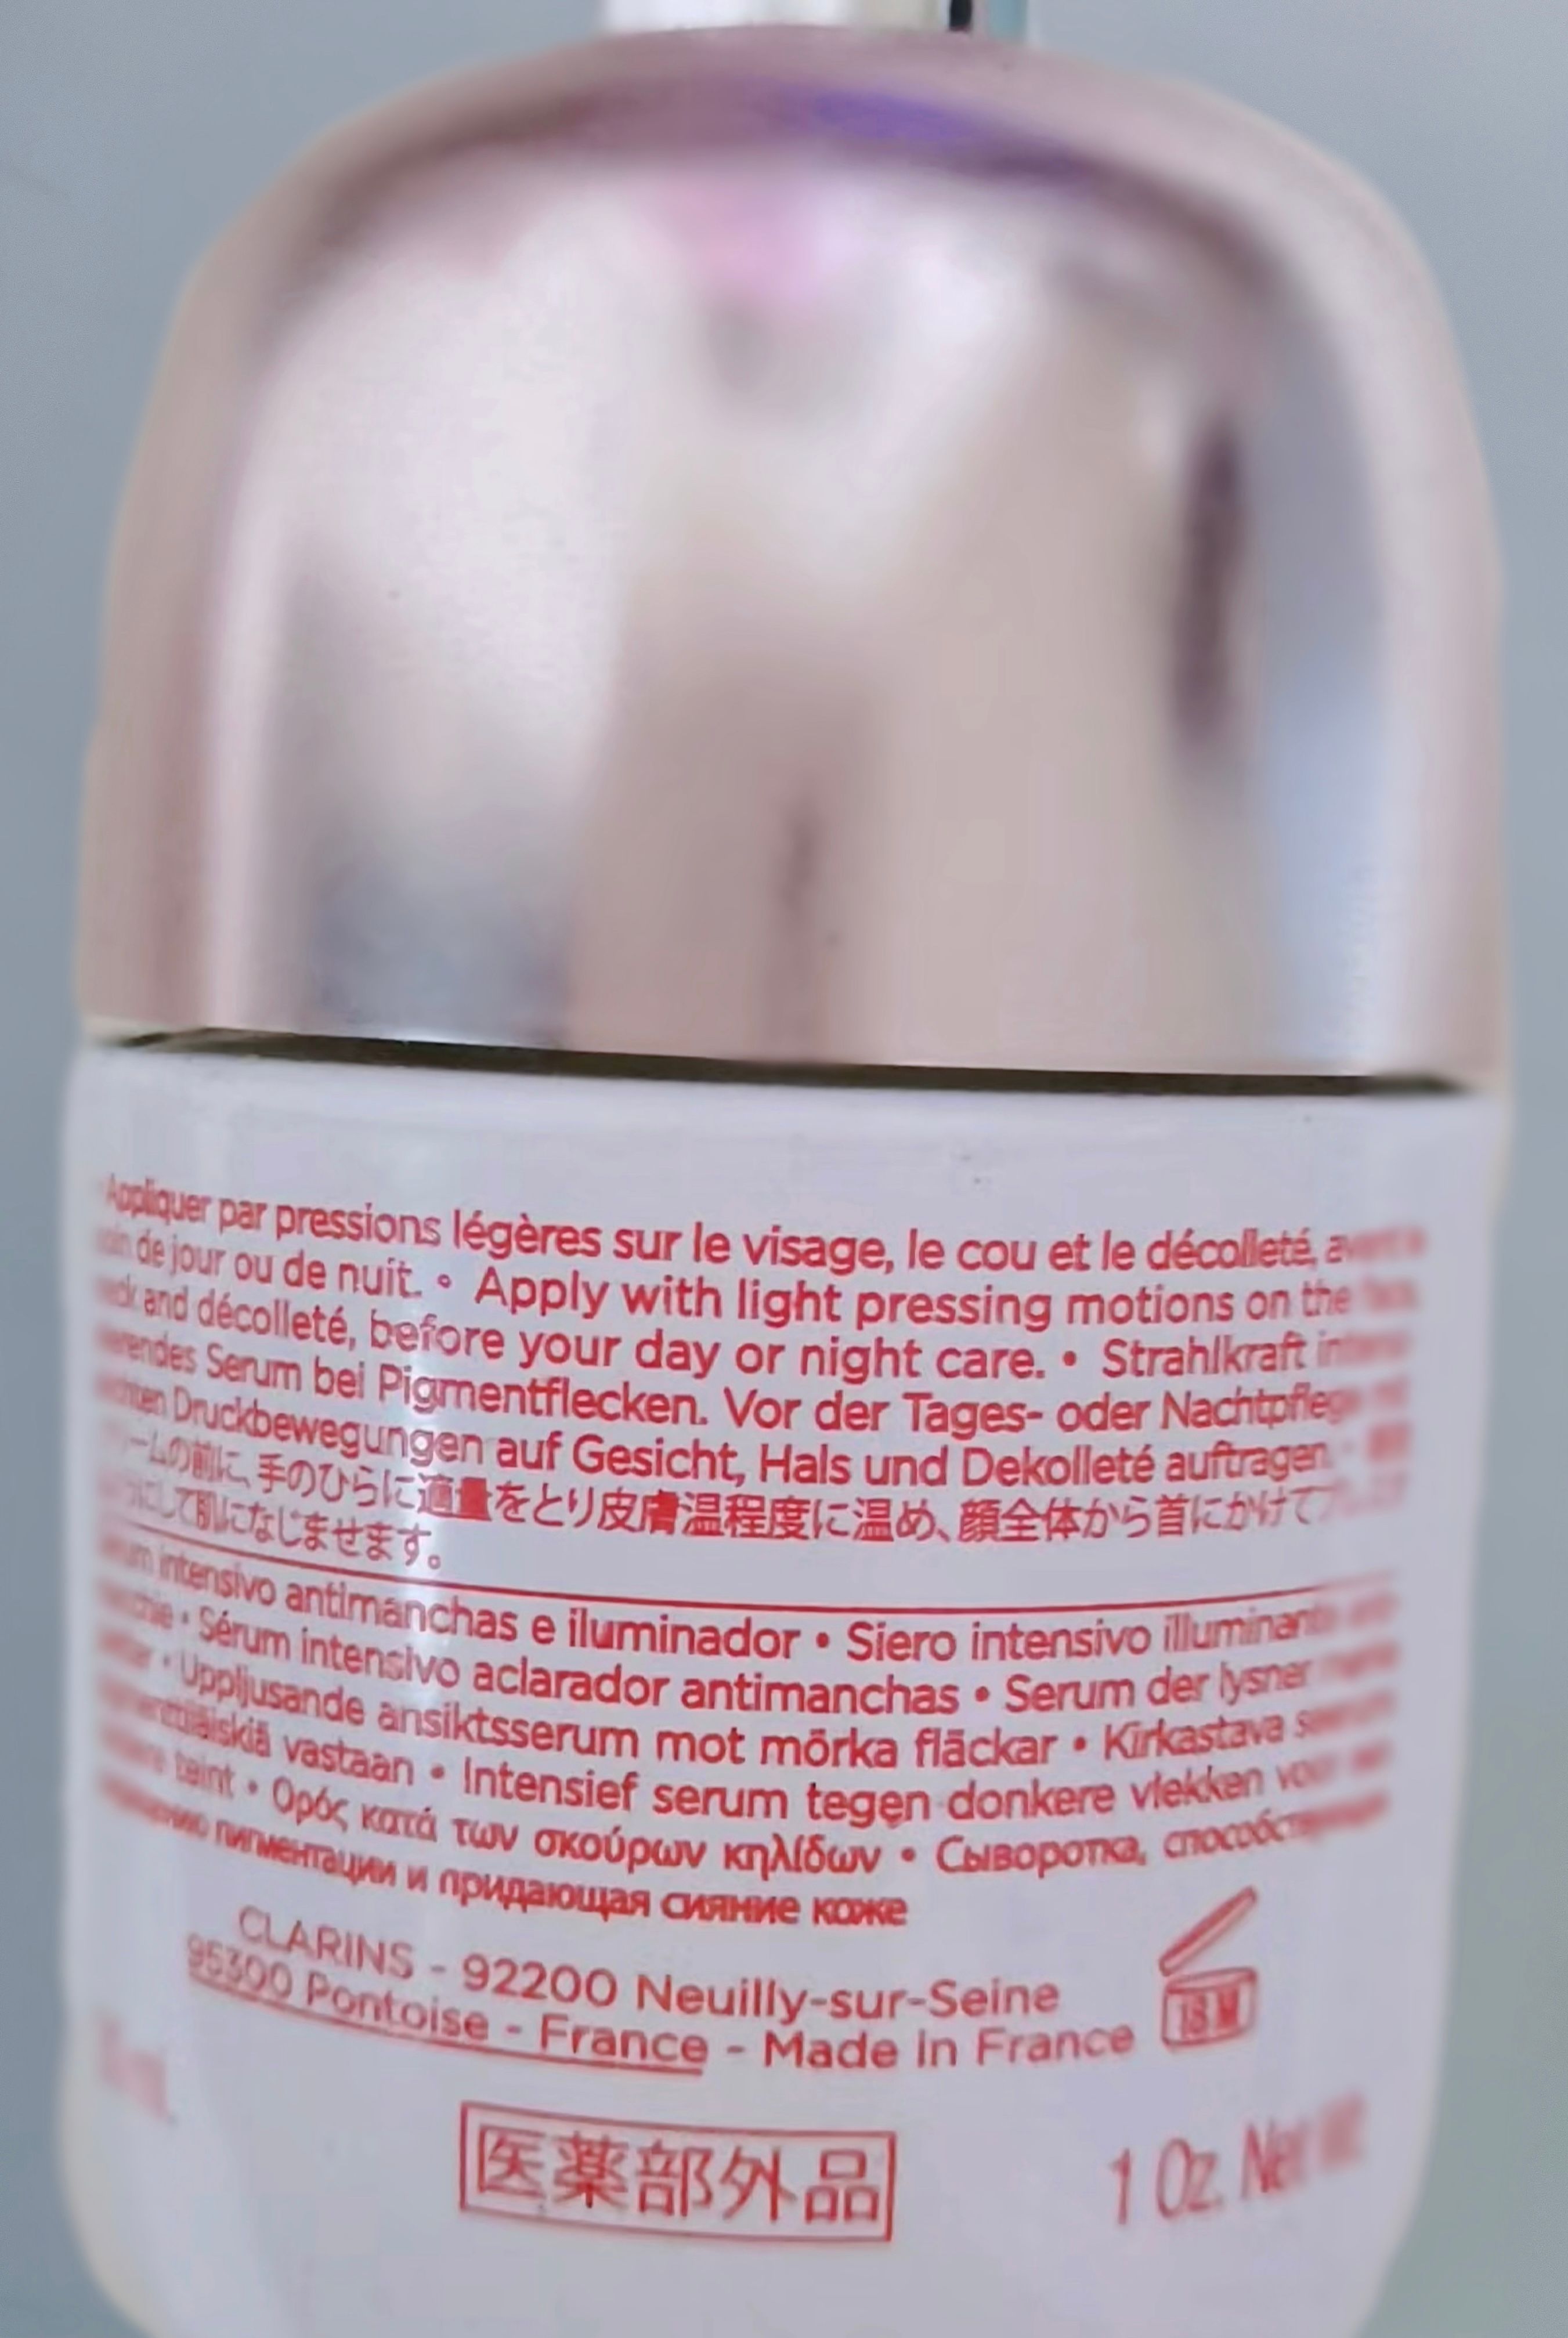 Appliquer par pressions légères sur le visage, le cou et le décolleté,
de jour ou de nuit. • Apply with light pressing motions on the
and décolleté, before your day or night care. • Strahlkraft
Serum bei Pigmentflecken. Vor der Tages- oder Nachtpflege
Druckbewegungen auf Gesicht, Hals und Dekolleté auftragen. •
の前に、手のひらに適量をとり皮膚温程度に温め、顔全体から首にかけて
にして肌になじませます。
intensivo antimanchas e iluminador • Siero intensivo
• Sérum intensivo aclarador antimanchas • Serum der lysner
• Uppljusande ansiktsserum mot mörka fläckar • Kirkastava
vastaan • Intensief serum tegen donkere vlekken
teint • Ορός κατά των σκούρων κηλίδων • Сыворотка,
пигментации и придающая сияние коже
CLARINS - 92200 Neuilly-sur-Seine
95300 Pontoise - France - Made in France
18 M
医薬部外品
1 Oz. Net